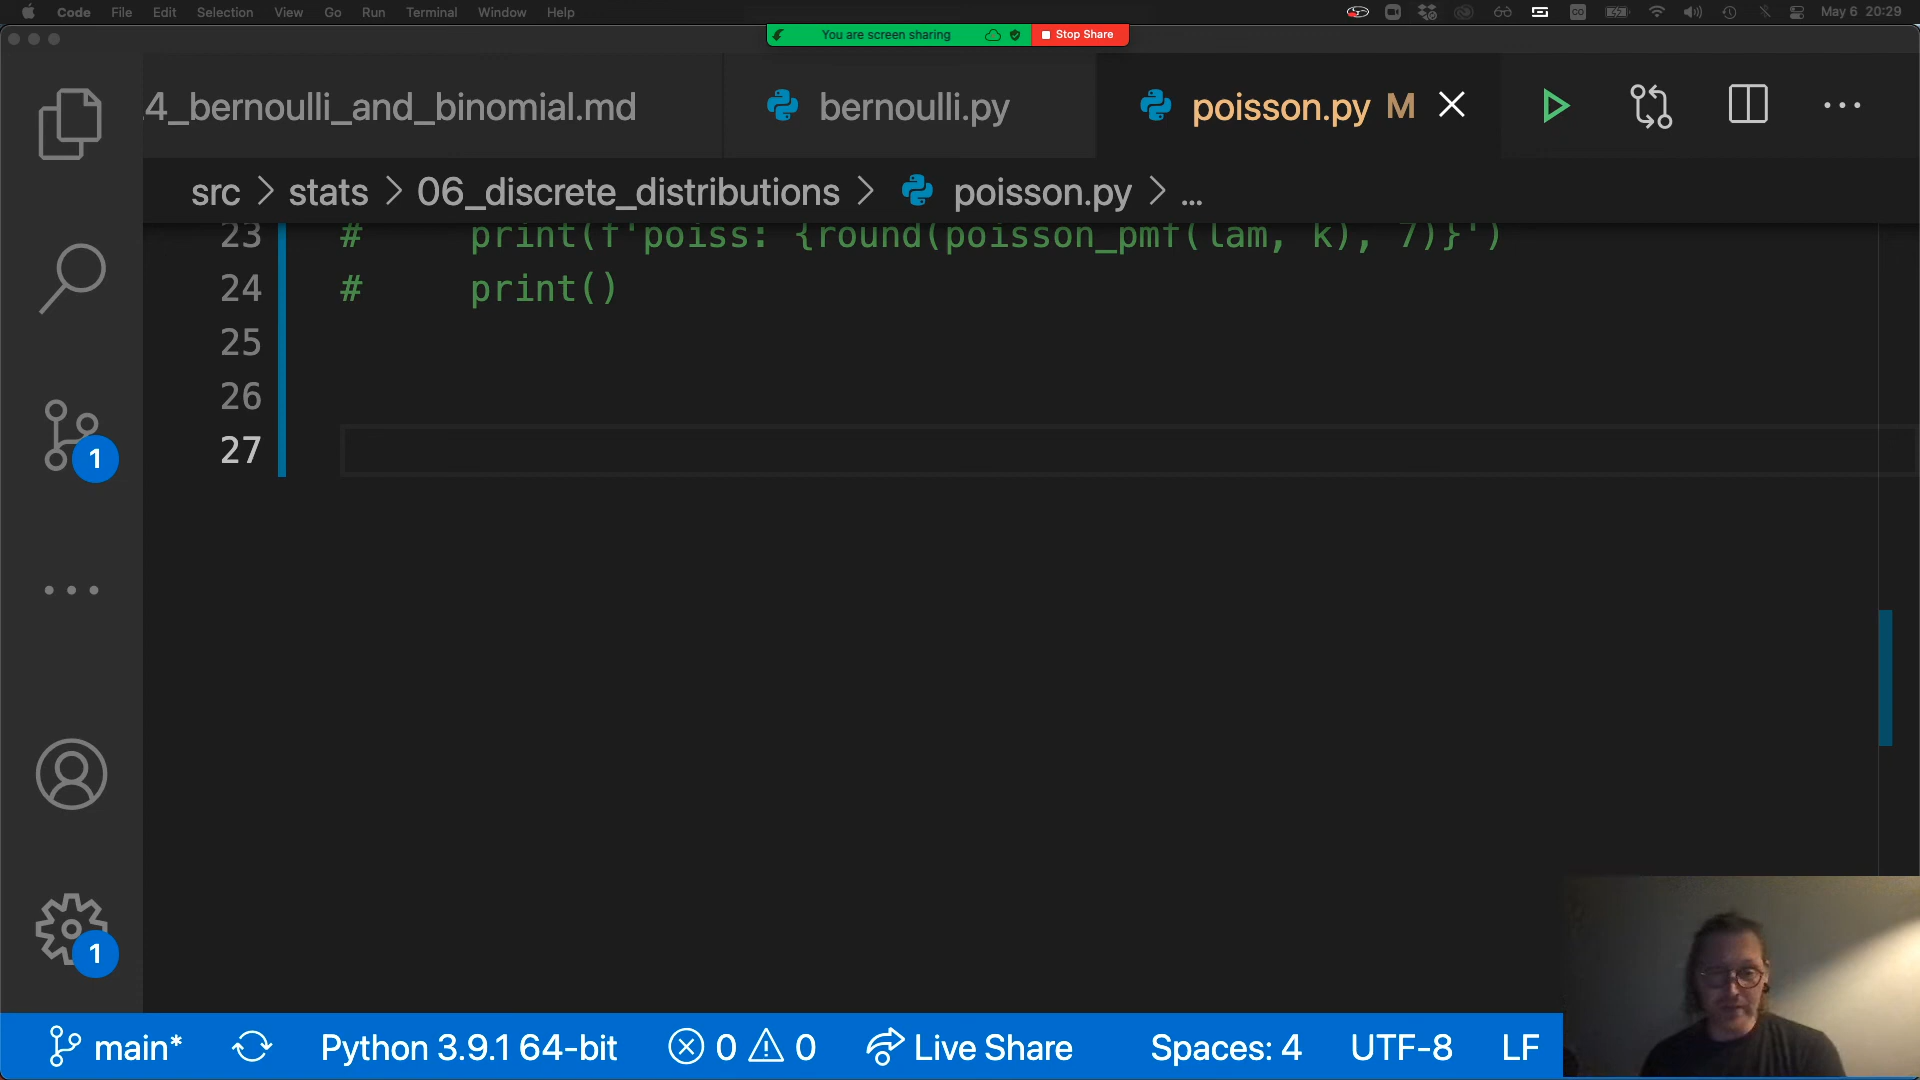 Code File Edit Selection View Go Run Terminal Window Help May 6 20:29
You are screen sharing Stop Share
4_bernoulli_and_binomial.md bernoulli.py poisson.py M
src > stats > 06_discrete_distributions > poisson.py > ...
23 # print(f'poiss: {round(poisson_pmf(lam, k), 7)}')
24 # print()
25
26
27
1
1
main* Python 3.9.1 64-bit 0 0 Live Share Spaces: 4 UTF-8 LF